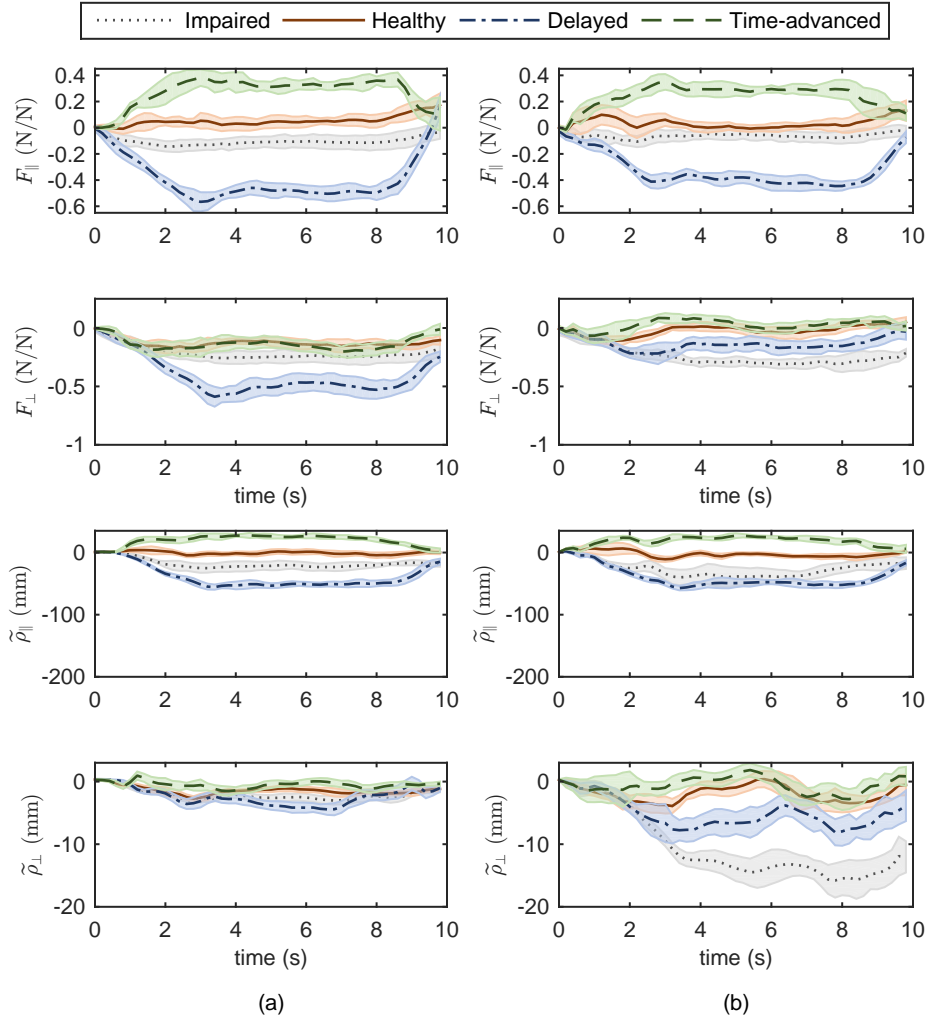 Impaired Healthy Delayed Time-advanced
F∥ (N/N) 0.4 0.2 0 -0.2 -0.4 -0.6
0 2 4 6 8 10
F∥ (N/N) 0.4 0.2 0 -0.2 -0.4 -0.6
0 2 4 6 8 10
F⊥ (N/N) 0 -0.5 -1
0 2 4 6 8 10
time (s)
F⊥ (N/N) 0 -0.5 -1
0 2 4 6 8 10
time (s)
ρ̃∥ (mm) 0 -100 -200
0 2 4 6 8 10
ρ̃∥ (mm) 0 -100 -200
0 2 4 6 8 10
ρ̃⊥ (mm) 0 -10 -20
0 2 4 6 8 10
time (s)
ρ̃⊥ (mm) 0 -10 -20
0 2 4 6 8 10
time (s)
(a) (b)